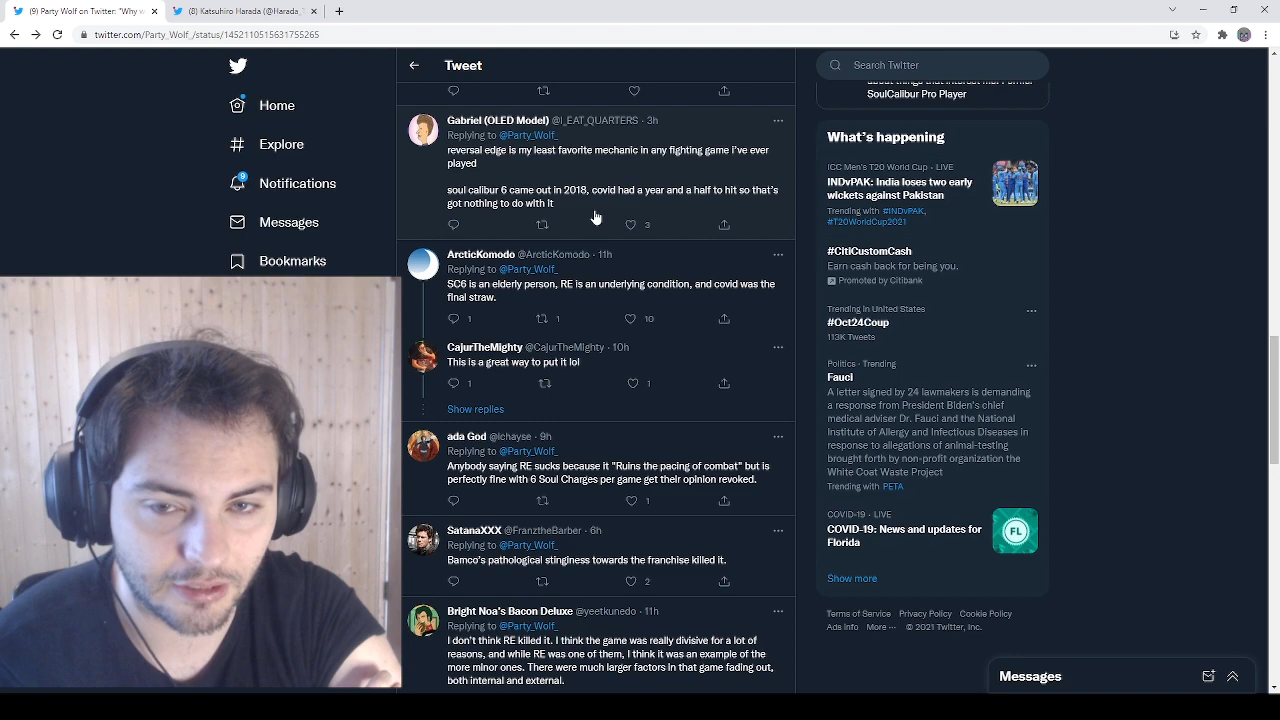 (9) Party Wolf on Twitter: "Why w
(8) Katsuhiro Harada (@Harada_T
twitter.com/Party_Wolf_/status/1452110515631755265
Home
Explore
9
Notifications
Messages
Bookmarks
Tweet
Gabriel (OLED Model) @I_EAT_QUARTERS · 3h
Replying to @Party_Wolf_
reversal edge is my least favorite mechanic in any fighting game i've ever
played
soul calibur 6 came out in 2018, covid had a year and a half to hit so that's
got nothing to do with it
3
ArcticKomodo @ArcticKomodo · 11h
Replying to @Party_Wolf_
SC6 is an elderly person, RE is an underlying condition, and covid was the
final straw.
1 1 10
CajurTheMighty @CajurTheMighty · 10h
This is a great way to put it lol
1 1
Show replies
ada God @lchayse · 9h
Replying to @Party_Wolf_
Anybody saying RE sucks because it "Ruins the pacing of combat" but is
perfectly fine with 6 Soul Charges per game get their opinion revoked.
1
SatanaXXX @FranztheBarber · 6h
Replying to @Party_Wolf_
Bamco's pathological stinginess towards the franchise killed it.
2
Bright Noa's Bacon Deluxe @yeetkunedo · 11h
Replying to @Party_Wolf_
I don't think RE killed it. I think the game was really divisive for a lot of
reasons, and while RE was one of them, I think it was an example of the
more minor ones. There were much larger factors in that game fading out,
both internal and external.
Search Twitter
SoulCalibur Pro Player
What's happening
ICC Men's T20 World Cup · LIVE
INDvPAK: India loses two early
wickets against Pakistan
Trending with #INDvPAK,
#T20WorldCup2021
#CitiCustomCash
Earn cash back for being you.
Promoted by Citibank
Trending in United States
#Oct24Coup
113K Tweets
Politics · Trending
Fauci
A letter signed by 24 lawmakers is demanding
a response from President Biden's chief
medical adviser Dr. Fauci and the National
Institute of Allergy and Infectious Diseases in
response to allegations of animal-testing
brought forth by non-profit organization the
White Coat Waste Project
Trending with PETA
COVID-19 · LIVE
COVID-19: News and updates for
Florida
FL
Show more
Terms of Service Privacy Policy Cookie Policy
Ads Info More ··· © 2021 Twitter, Inc.
Messages